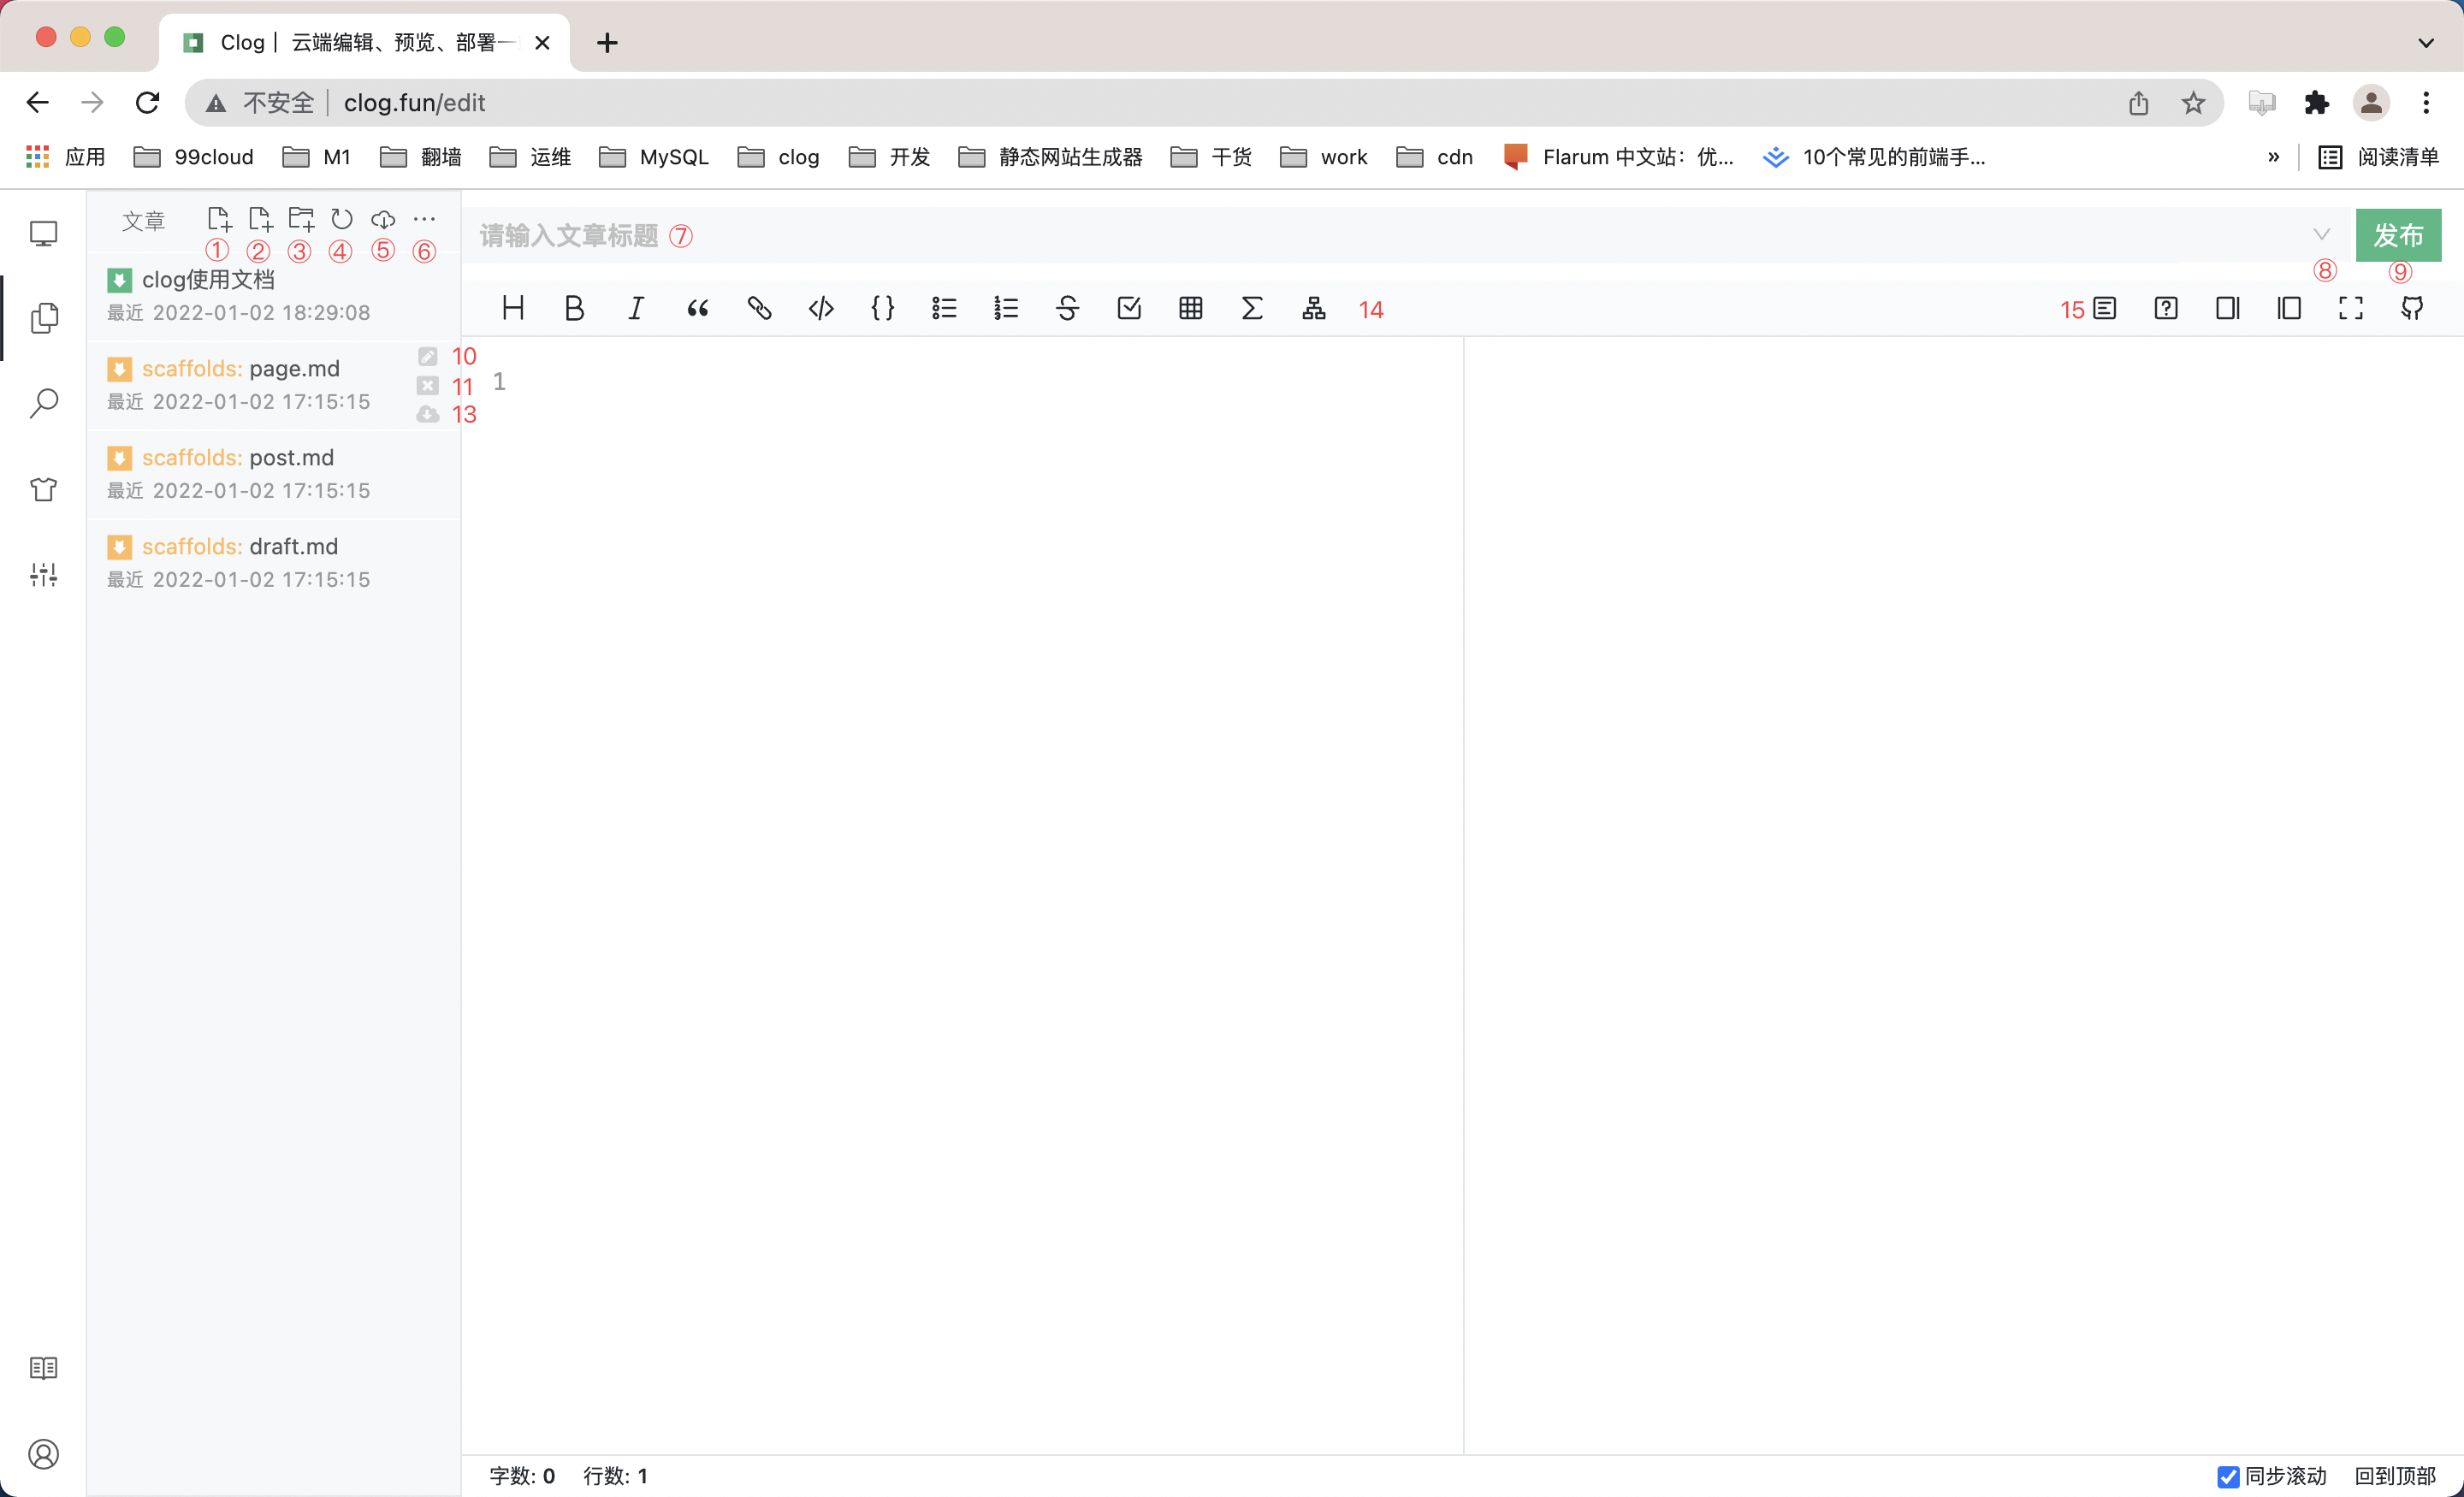 Clog | 云端编辑、预览、部署一
不安全 | clog.fun/edit
应用 99cloud M1 翻墙 运维 MySQL clog 开发 静态网站生成器 干货 work cdn Flarum 中文站：优... 10个常见的前端手... » 阅读清单
文章
① ② ③ ④ ⑤ ⑥
请输入文章标题 ⑦
发布
⑧ ⑨
clog使用文档
最近 2022-01-02 18:29:08
H B I “ </> {} 14 15
scaffolds: page.md 10
11
最近 2022-01-02 17:15:15 13
1
scaffolds: post.md
最近 2022-01-02 17:15:15
scaffolds: draft.md
最近 2022-01-02 17:15:15
字数: 0 行数: 1 同步滚动 回到顶部